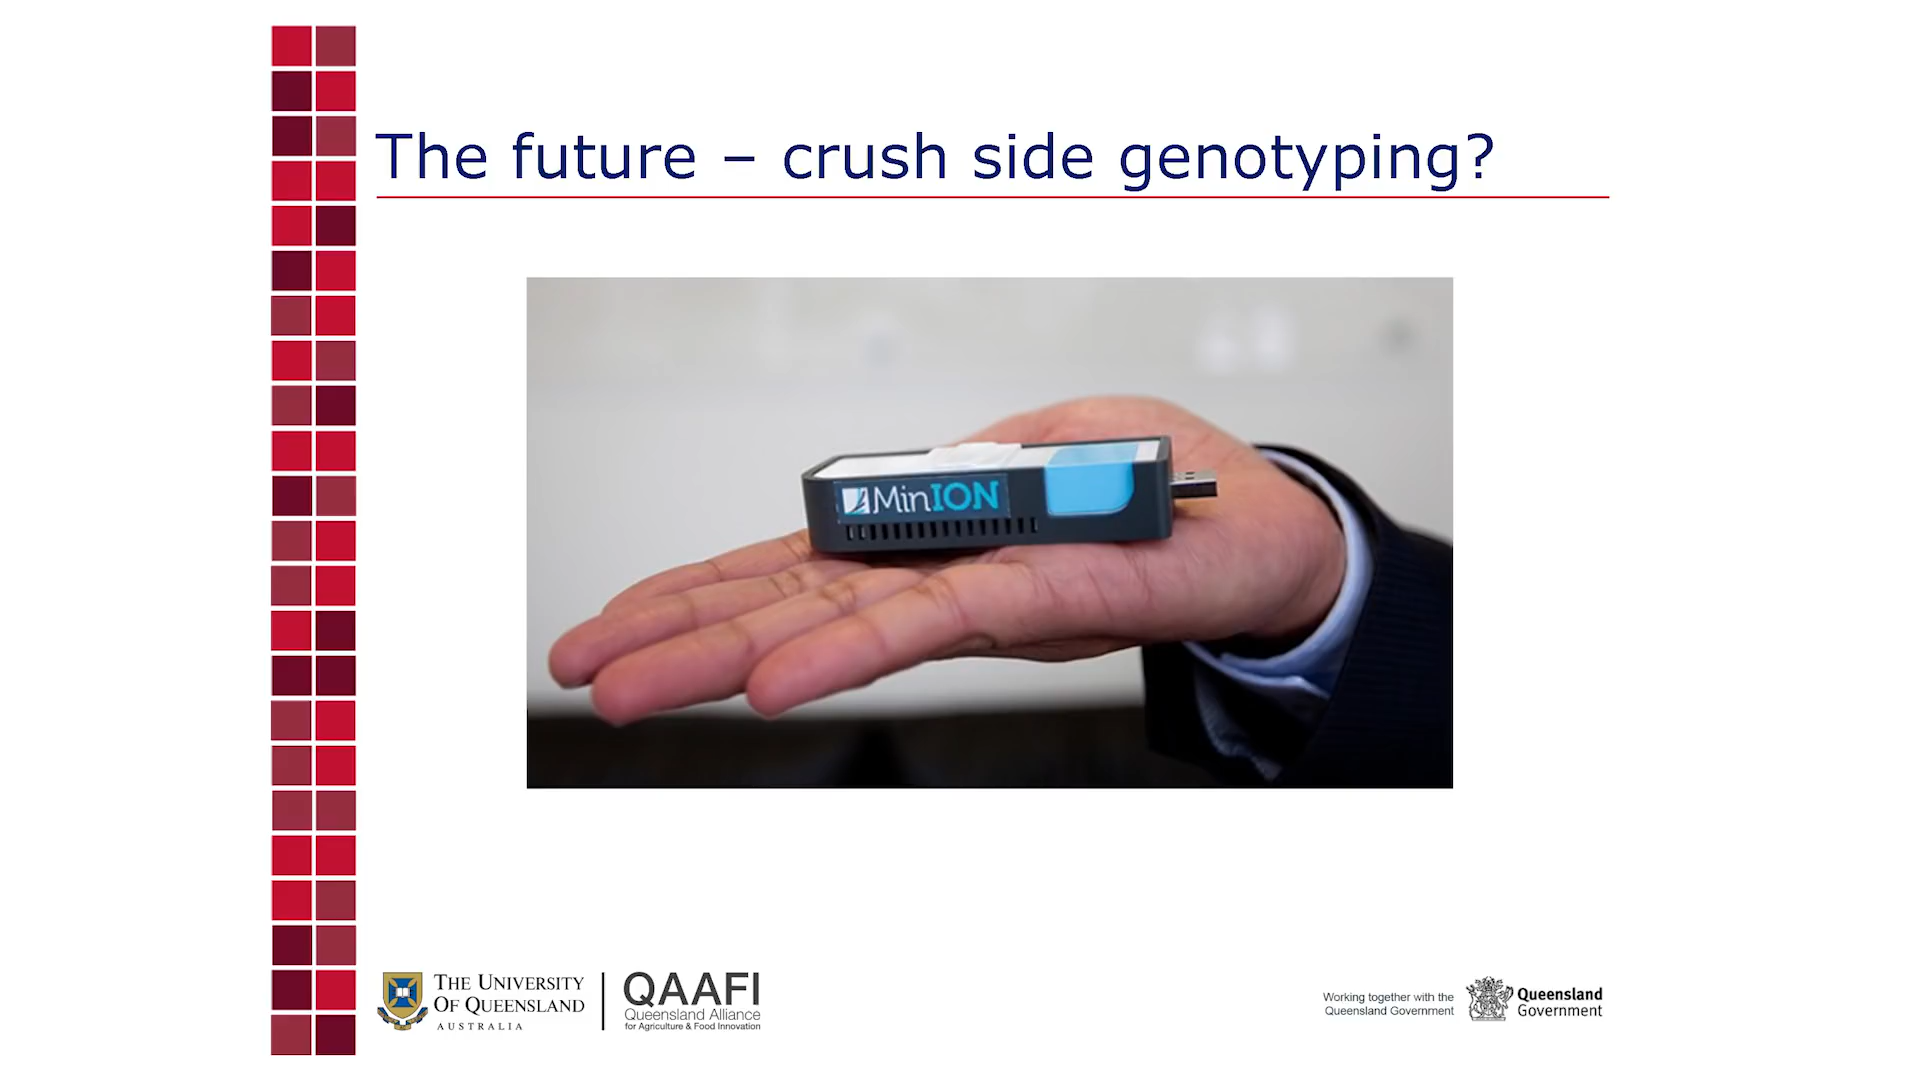 The future – crush side genotyping?
MinION
THE UNIVERSITY
OF QUEENSLAND
AUSTRALIA
QAAFI
Queensland Alliance
for Agriculture & Food Innovation
Working together with the
Queensland Government
Queensland
Government